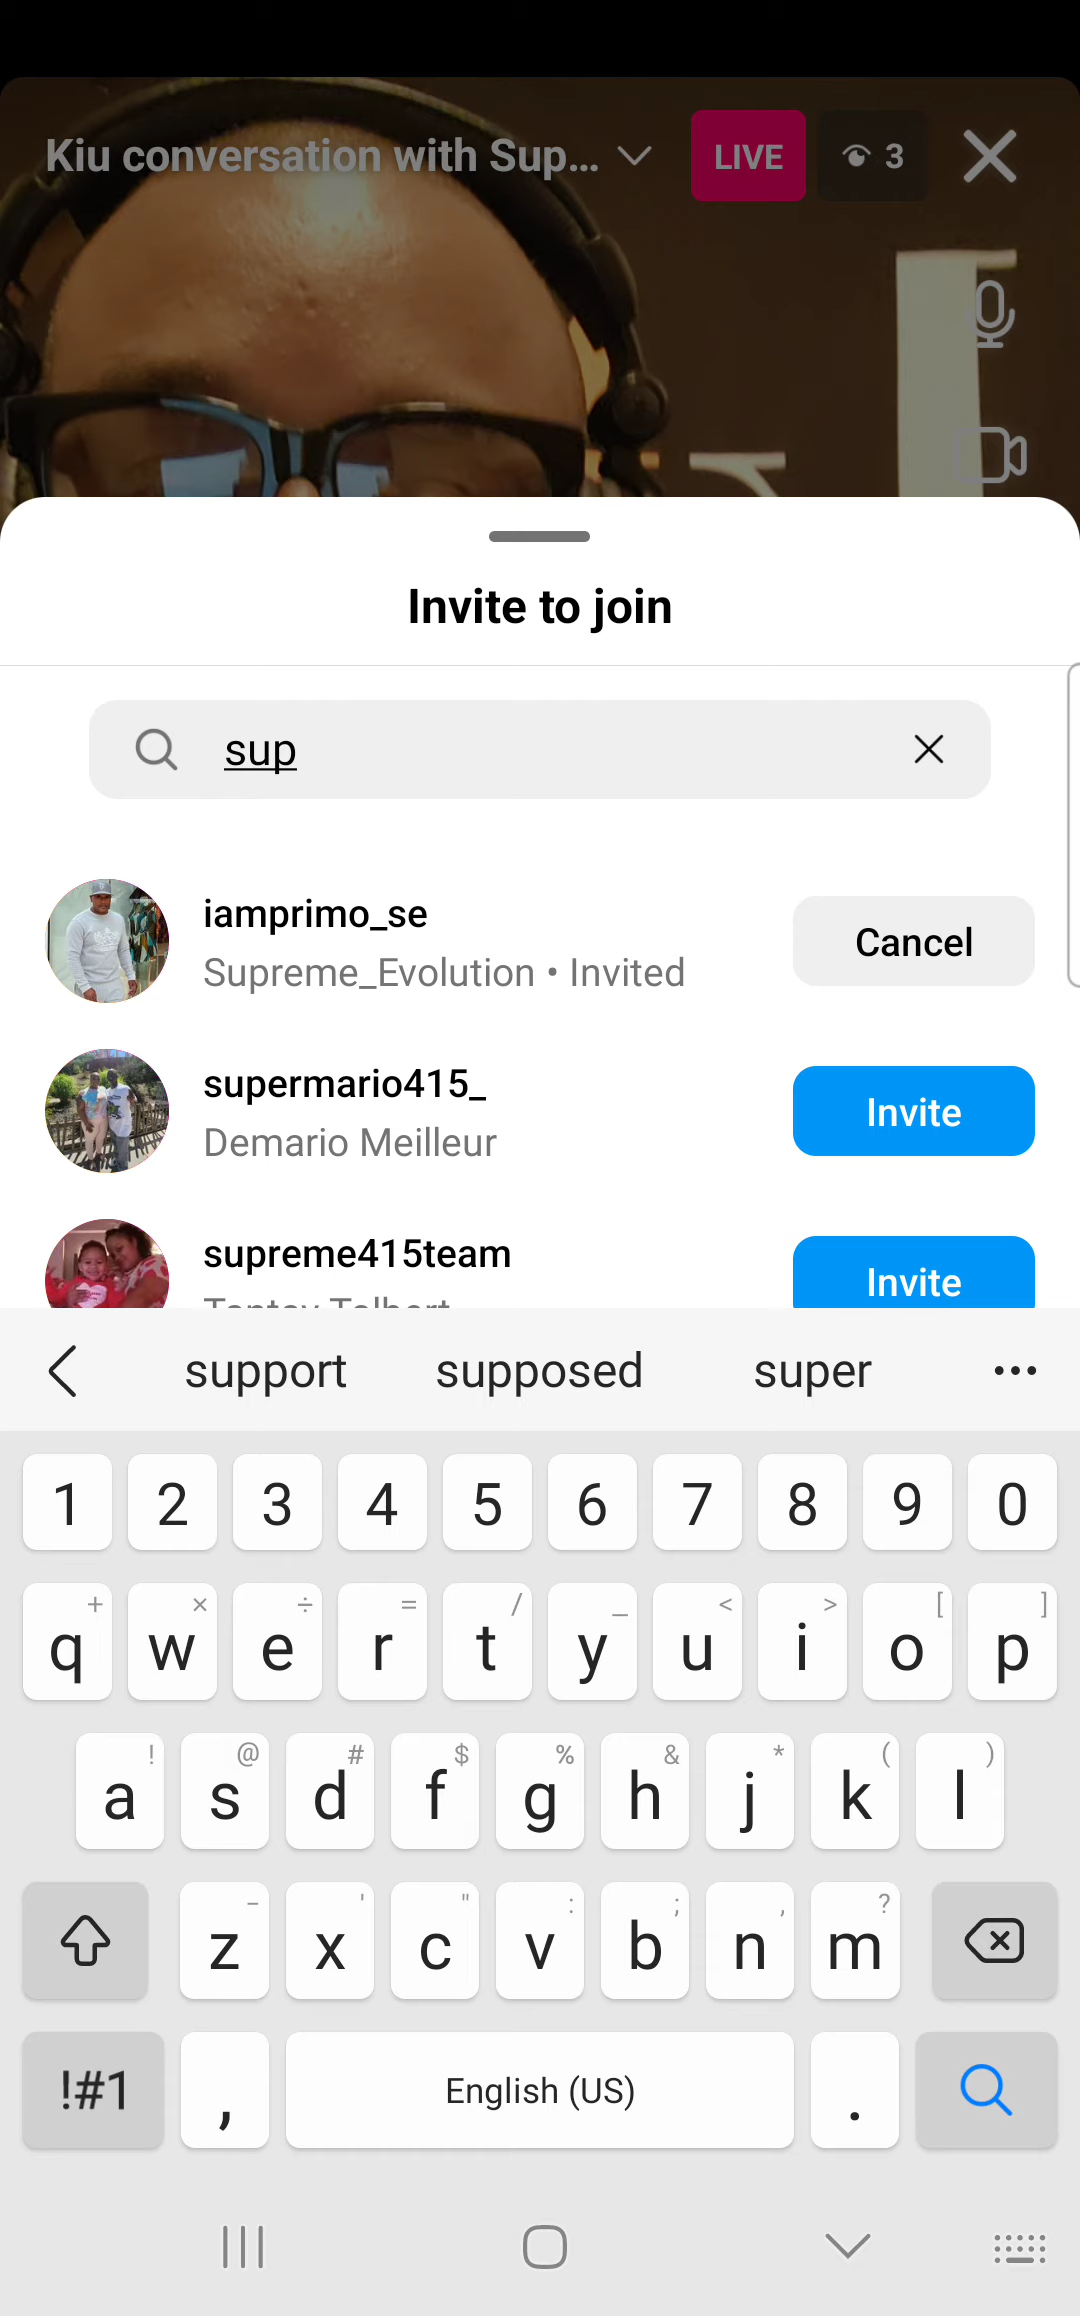 Kiu conversation with Sup...
LIVE
3
Invite to join
sup
iamprimo_se
Supreme_Evolution • Invited
Cancel
supermario415_
Demario Meilleur
Invite
supreme415team
Invite
support supposed super
1 2 3 4 5 6 7 8 9 0
+ × ÷ = / _ < > [ ]
q w e r t y u i o p
! @ # $ % & * ( )
a s d f g h j k l
- ' " : ; , ?
z x c v b n m
!#1 , English (US) .